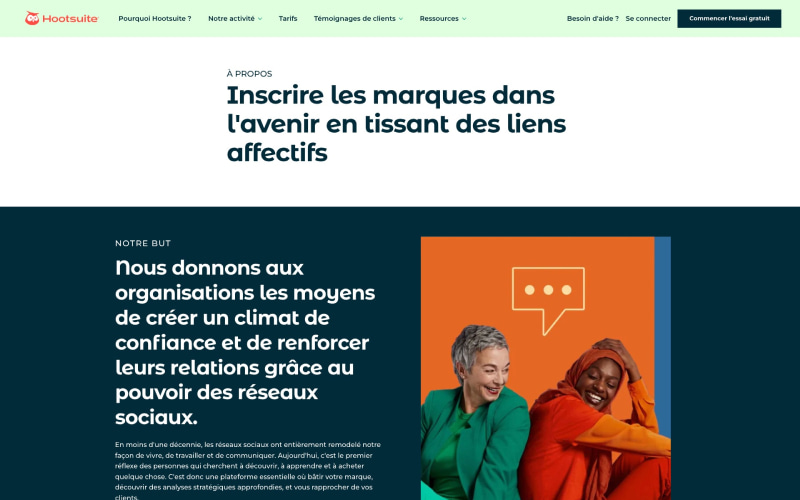 Hootsuite
Pourquoi Hootsuite ?
Notre activité
Tarifs
Témoignages de clients
Ressources
Besoin d'aide ?
Se connecter
Commencer l'essai gratuit
À PROPOS
Inscrire les marques dans
l'avenir en tissant des liens
affectifs
NOTRE BUT
Nous donnons aux
organisations les moyens
de créer un climat de
confiance et de renforcer
leurs relations grâce au
pouvoir des réseaux
sociaux.
En moins d'une décennie, les réseaux sociaux ont entièrement remodelé notre
façon de vivre, de travailler et de communiquer. Aujourd'hui, c'est le premier
réflexe des personnes qui cherchent à découvrir, à apprendre et à acheter
quelque chose. C'est donc une plateforme essentielle où bâtir votre marque,
découvrir des analyses stratégiques approfondies, et vous rapprocher de vos
clients.